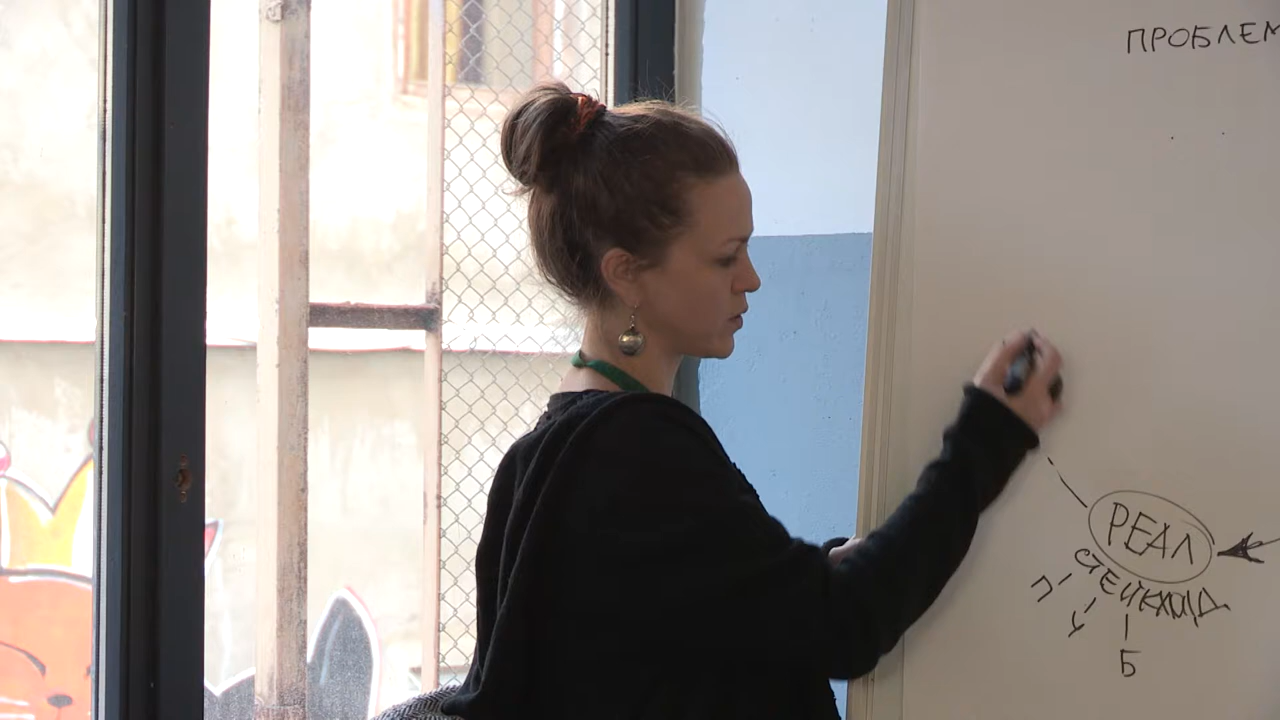 ПРОБЛЕМ
РЕАЛ
СТЕЙКХОЛД
П
У
Б